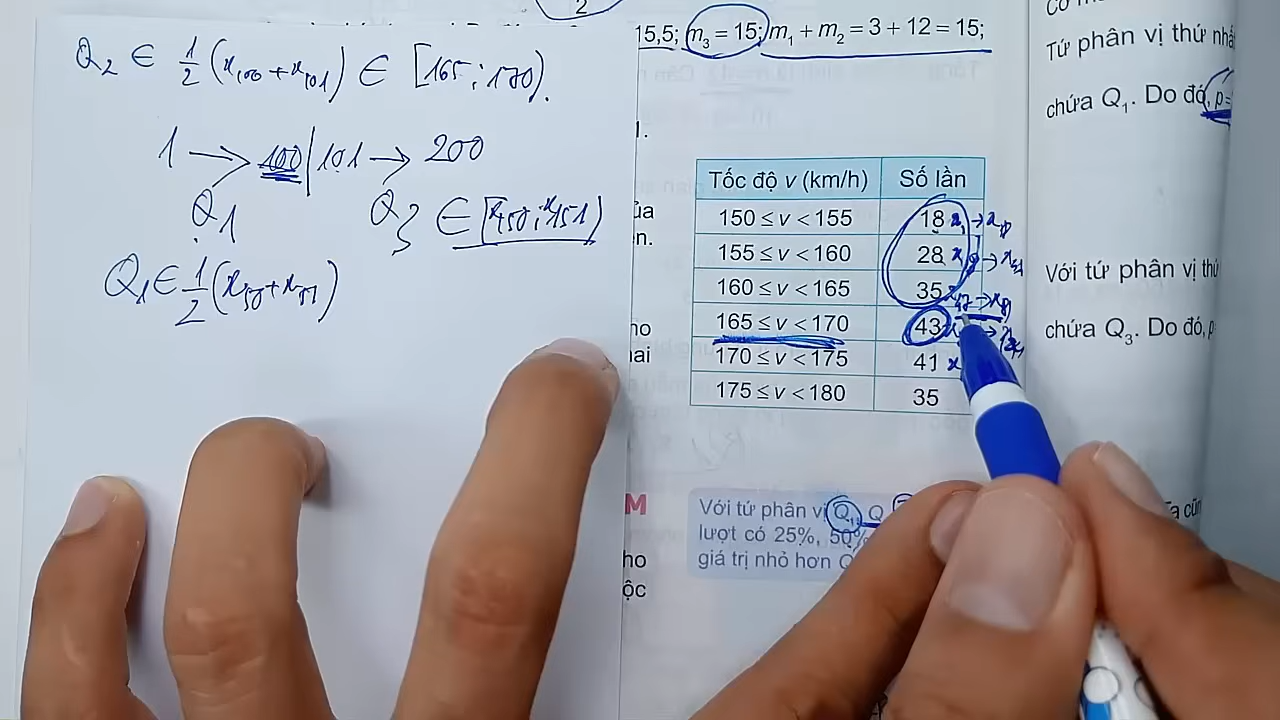 2
15,5; m₃ = 15; m₁ + m₂ = 3 + 12 = 15;
Q₂ ∈ 1/2 (x₁₀₀ + x₁₀₁) ∈ [165 ; 170).
1 → 100 | 101 → 200
Q₁ Q₃ ∈ [x₁₅₀ ; x₁₅₁)
Q₁ ∈ 1/2 (x₅₀ + x₅₁)
Tốc độ v (km/h) Số lần
150 ≤ v < 155 18
155 ≤ v < 160 28
160 ≤ v < 165 35
165 ≤ v < 170 43
170 ≤ v < 175 41
175 ≤ v < 180 35
M
Với tứ phân vị Q₁, Q
lượt có 25%, 50%
giá trị nhỏ hơn Q
Tứ phân vị thứ
chứa Q₁. Do đó, p =
Với tứ phân vị
chứa Q₃. Do đó, p